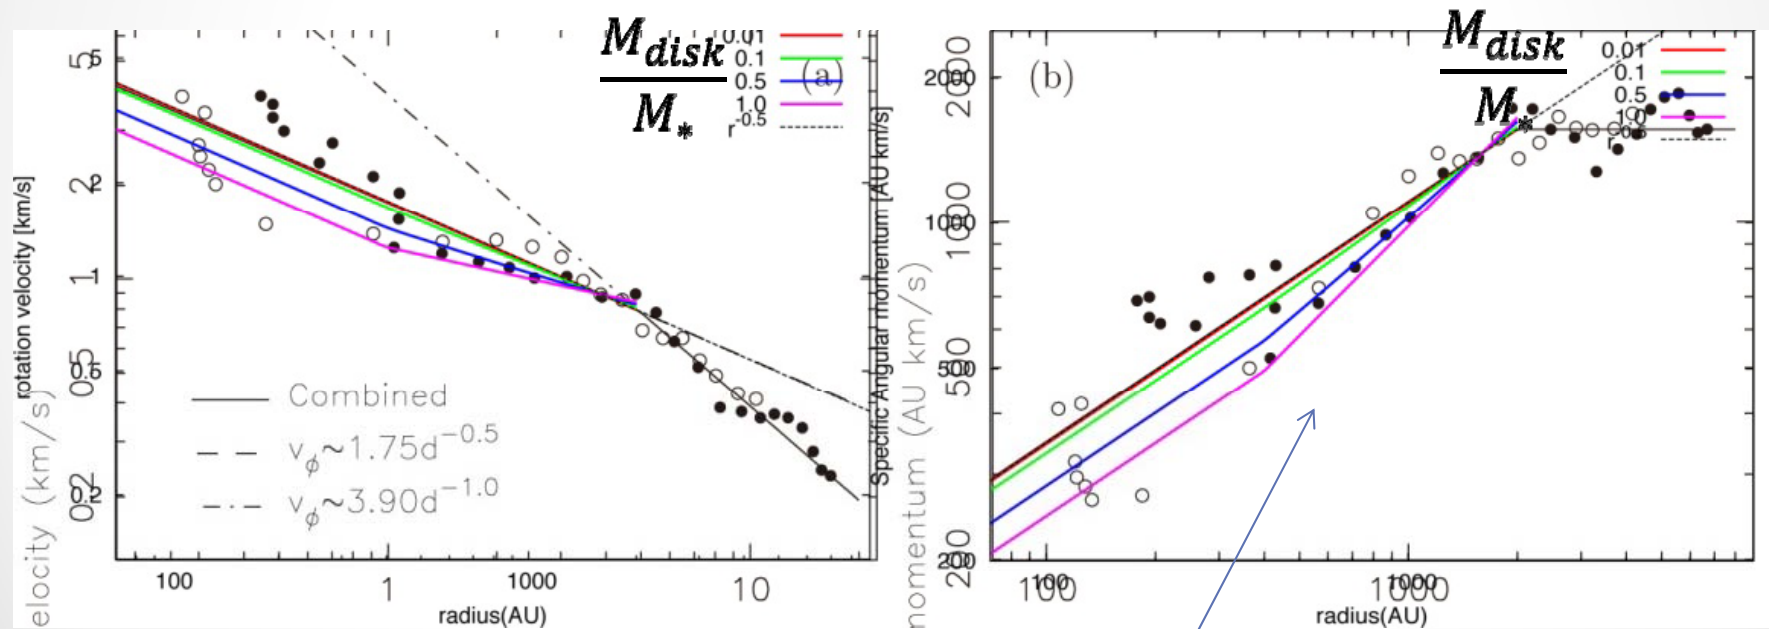 M_disk
M_*
0.01
0.1
0.5
1.0
r^-0.5
(a)
5
2
1
0.5
0.2
rotation velocity [km/s]
elocity (km/s)
Combined
v_ϕ~1.75d^-0.5
v_ϕ~3.90d^-1.0
100
1
1000
10
radius(AU)
M_disk
M_*
0.01
0.1
0.5
1.0
(b)
2000
1000
500
200
Specific Angular momentum [AU km/s]
momentum (AU km/s)
100
100
1000
1000
radius(AU)